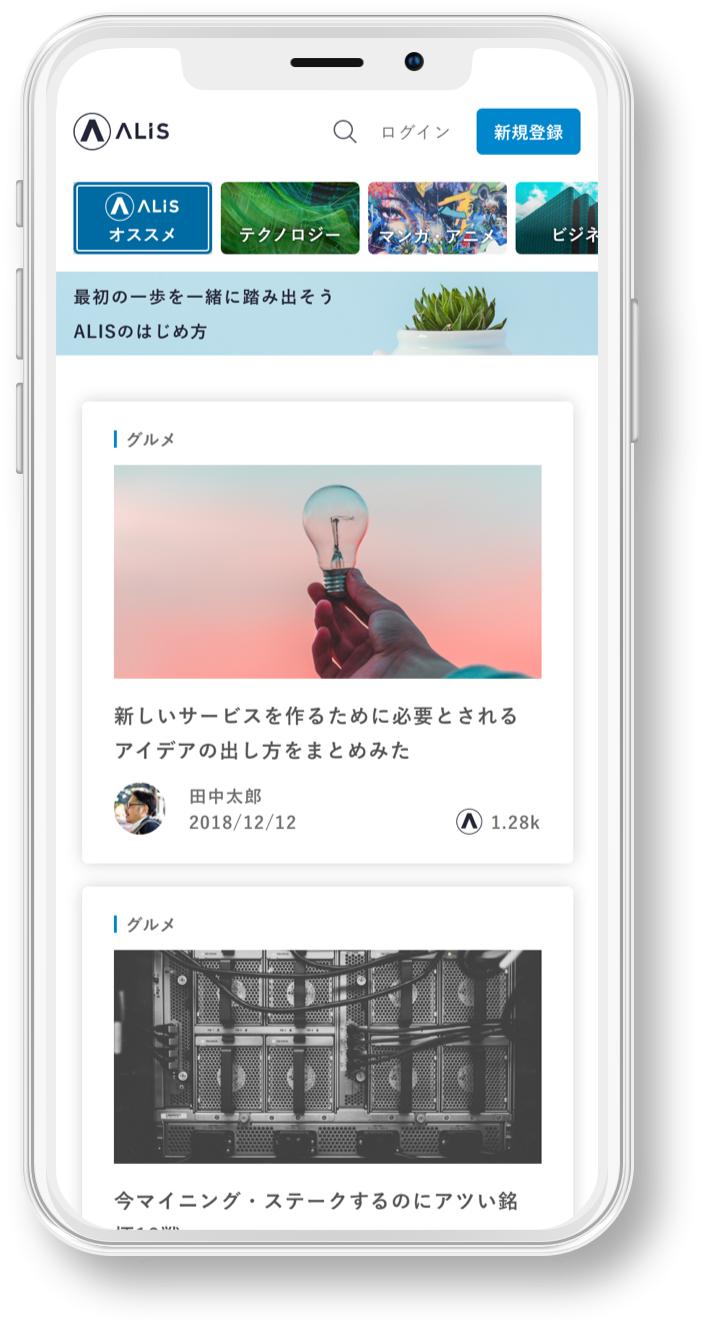 ALIS
ログイン
新規登録
ALIS
オススメ
テクノロジー
マンガ・アニメ
ビジネ
最初の一歩を一緒に踏み出そう
ALISのはじめ方
グルメ
新しいサービスを作るために必要とされる
アイデアの出し方をまとめみた
田中太郎
2018/12/12
1.28k
グルメ
今マイニング・ステークするのにアツい銘